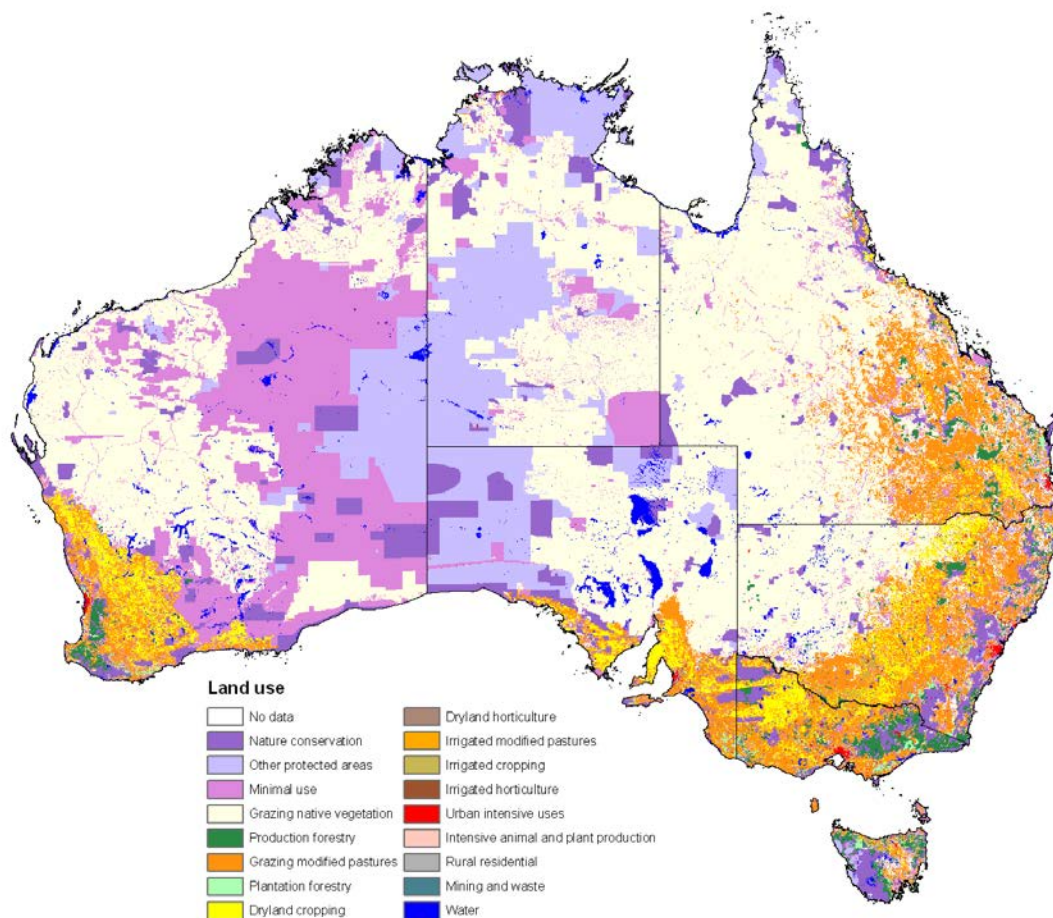 Land use
No data
Nature conservation
Other protected areas
Minimal use
Grazing native vegetation
Production forestry
Grazing modified pastures
Plantation forestry
Dryland cropping
Dryland horticulture
Irrigated modified pastures
Irrigated cropping
Irrigated horticulture
Urban intensive uses
Intensive animal and plant production
Rural residential
Mining and waste
Water